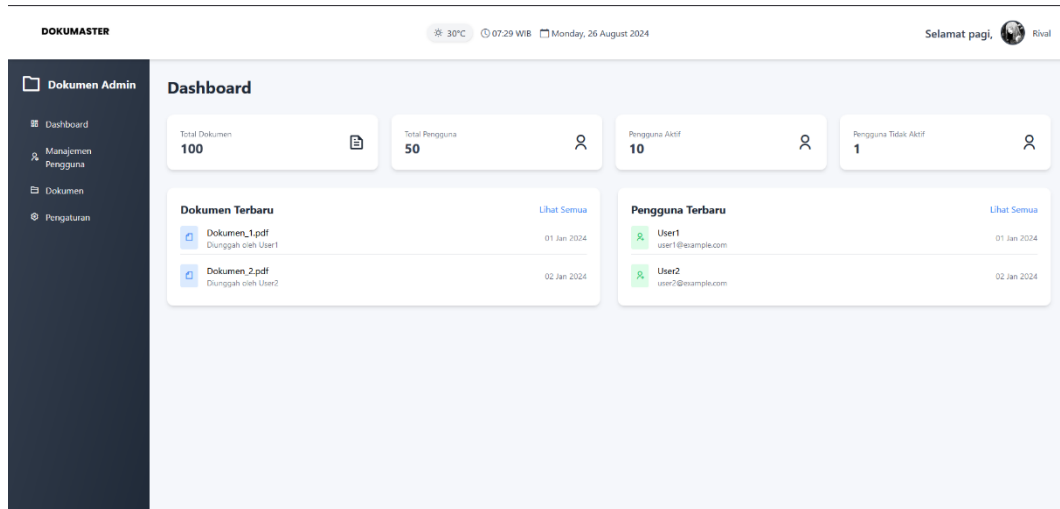 DOKUMASTER
30°C 07:29 WIB Monday, 26 August 2024
Selamat pagi, Rival
Dokumen Admin
Dashboard
Manajemen
Pengguna
Dokumen
Pengaturan
Dashboard
Total Dokumen
100
Total Pengguna
50
Pengguna Aktif
10
Pengguna Tidak Aktif
1
Dokumen Terbaru Lihat Semua
Dokumen_1.pdf
Diunggah oleh User1
01 Jan 2024
Dokumen_2.pdf
Diunggah oleh User2
02 Jan 2024
Pengguna Terbaru Lihat Semua
User1
user1@example.com
01 Jan 2024
User2
user2@example.com
02 Jan 2024